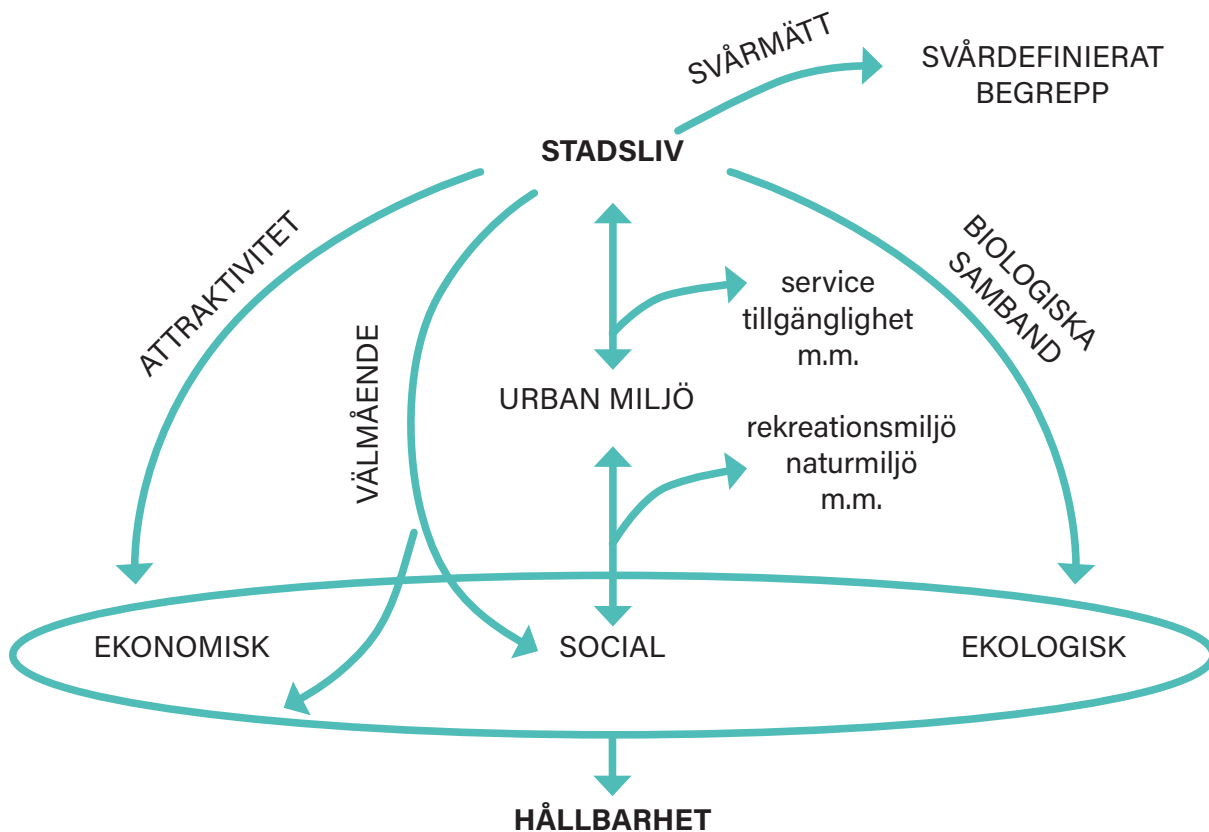 SVÅRMÄTT
SVÅRDEFINIERAT
BEGREPP
STADSLIV
ATTRAKTIVITET
VÄLMÅENDE
BIOLOGISKA
SAMBAND
service
tillgänglighet
m.m.
URBAN MILJÖ
rekreationsmiljö
naturmiljö
m.m.
EKONOMISK
SOCIAL
EKOLOGISK
HÅLLBARHET